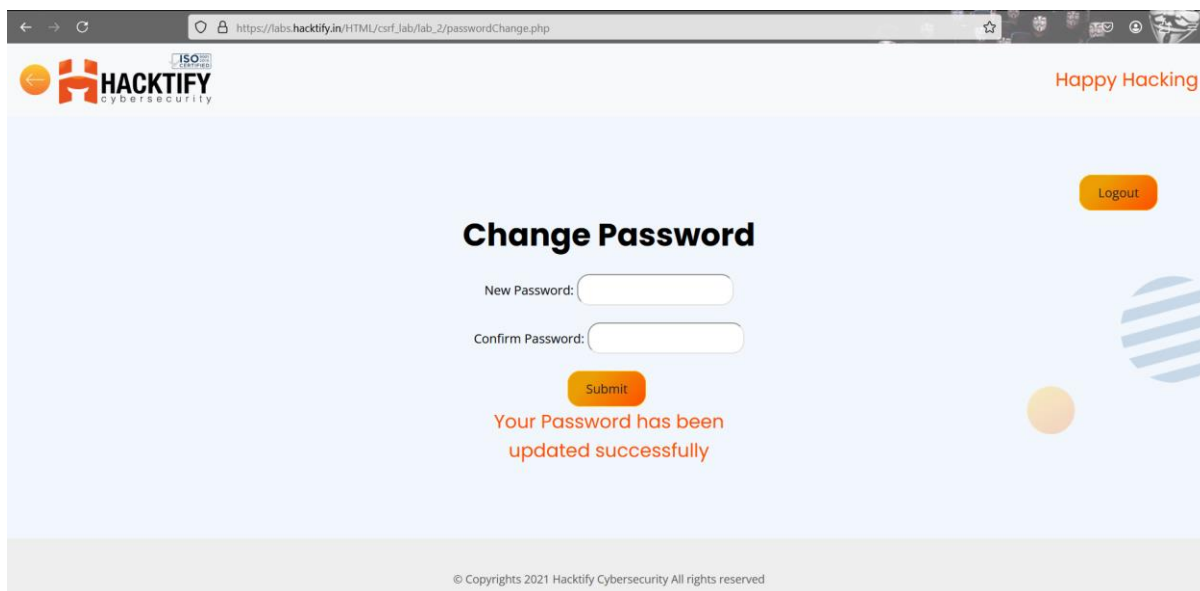 https://labs.hacktify.in/HTML/csrf_lab/lab_2/passwordChange.php
ISO
CERTIFIED
HACKTIFY
cybersecurity
Happy Hacking
Logout
Change Password
New Password:
Confirm Password:
Submit
Your Password has been
updated successfully
© Copyrights 2021 Hacktify Cybersecurity All rights reserved